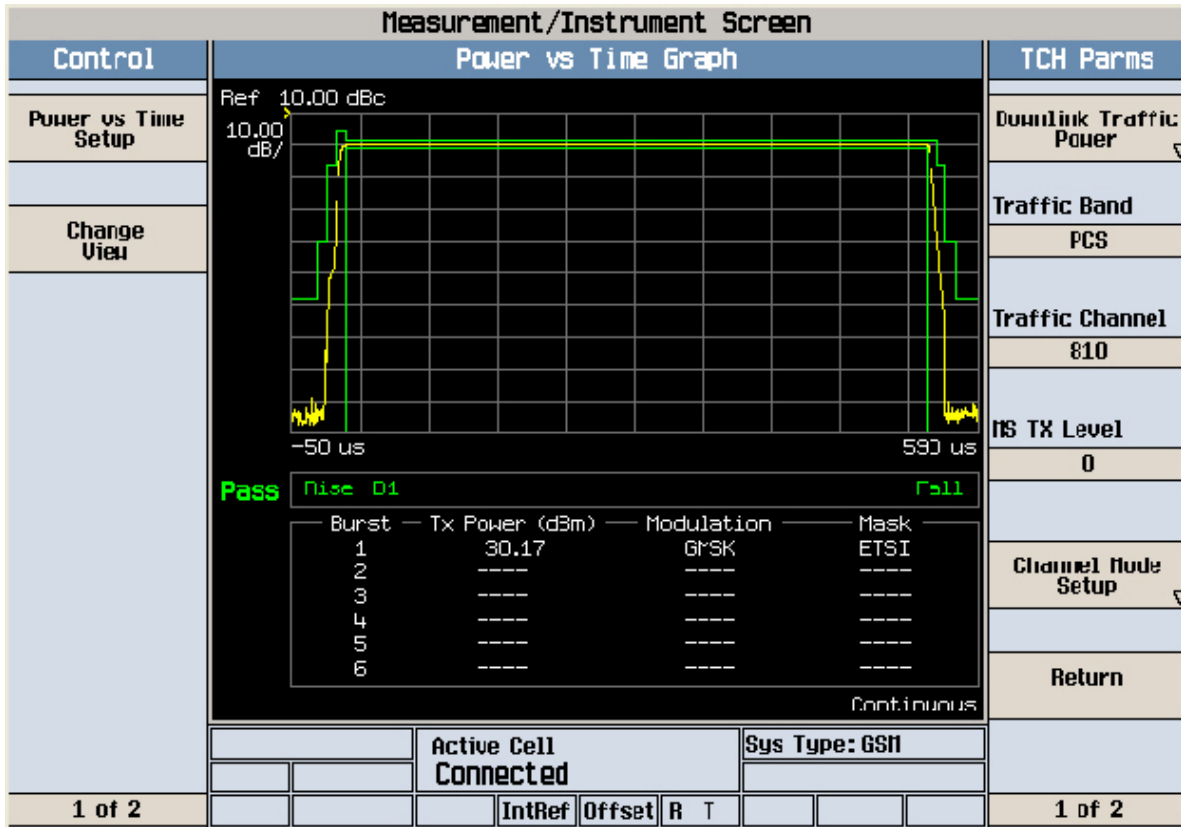 Measurement/Instrument Screen
Control
Power vs Time Graph
TCH Parms
Power vs Time
Setup
Change
View
1 of 2
Ref 10.00 dBc
10.00
dB/
-50 us
590 us
Pass
Rise 01
Fall
Burst Tx Power (dBm) Modulation Mask
1 30.17 GMSK ETSI
2 ---- ---- ----
3 ---- ---- ----
4 ---- ---- ----
5 ---- ---- ----
6 ---- ---- ----
Continuous
Active Cell
Connected
Sys Type: GSM
IntRef Offset R T
Downlink Traffic
Power
Traffic Band
PCS
Traffic Channel
810
MS TX Level
0
Channel Mode
Setup
Return
1 of 2